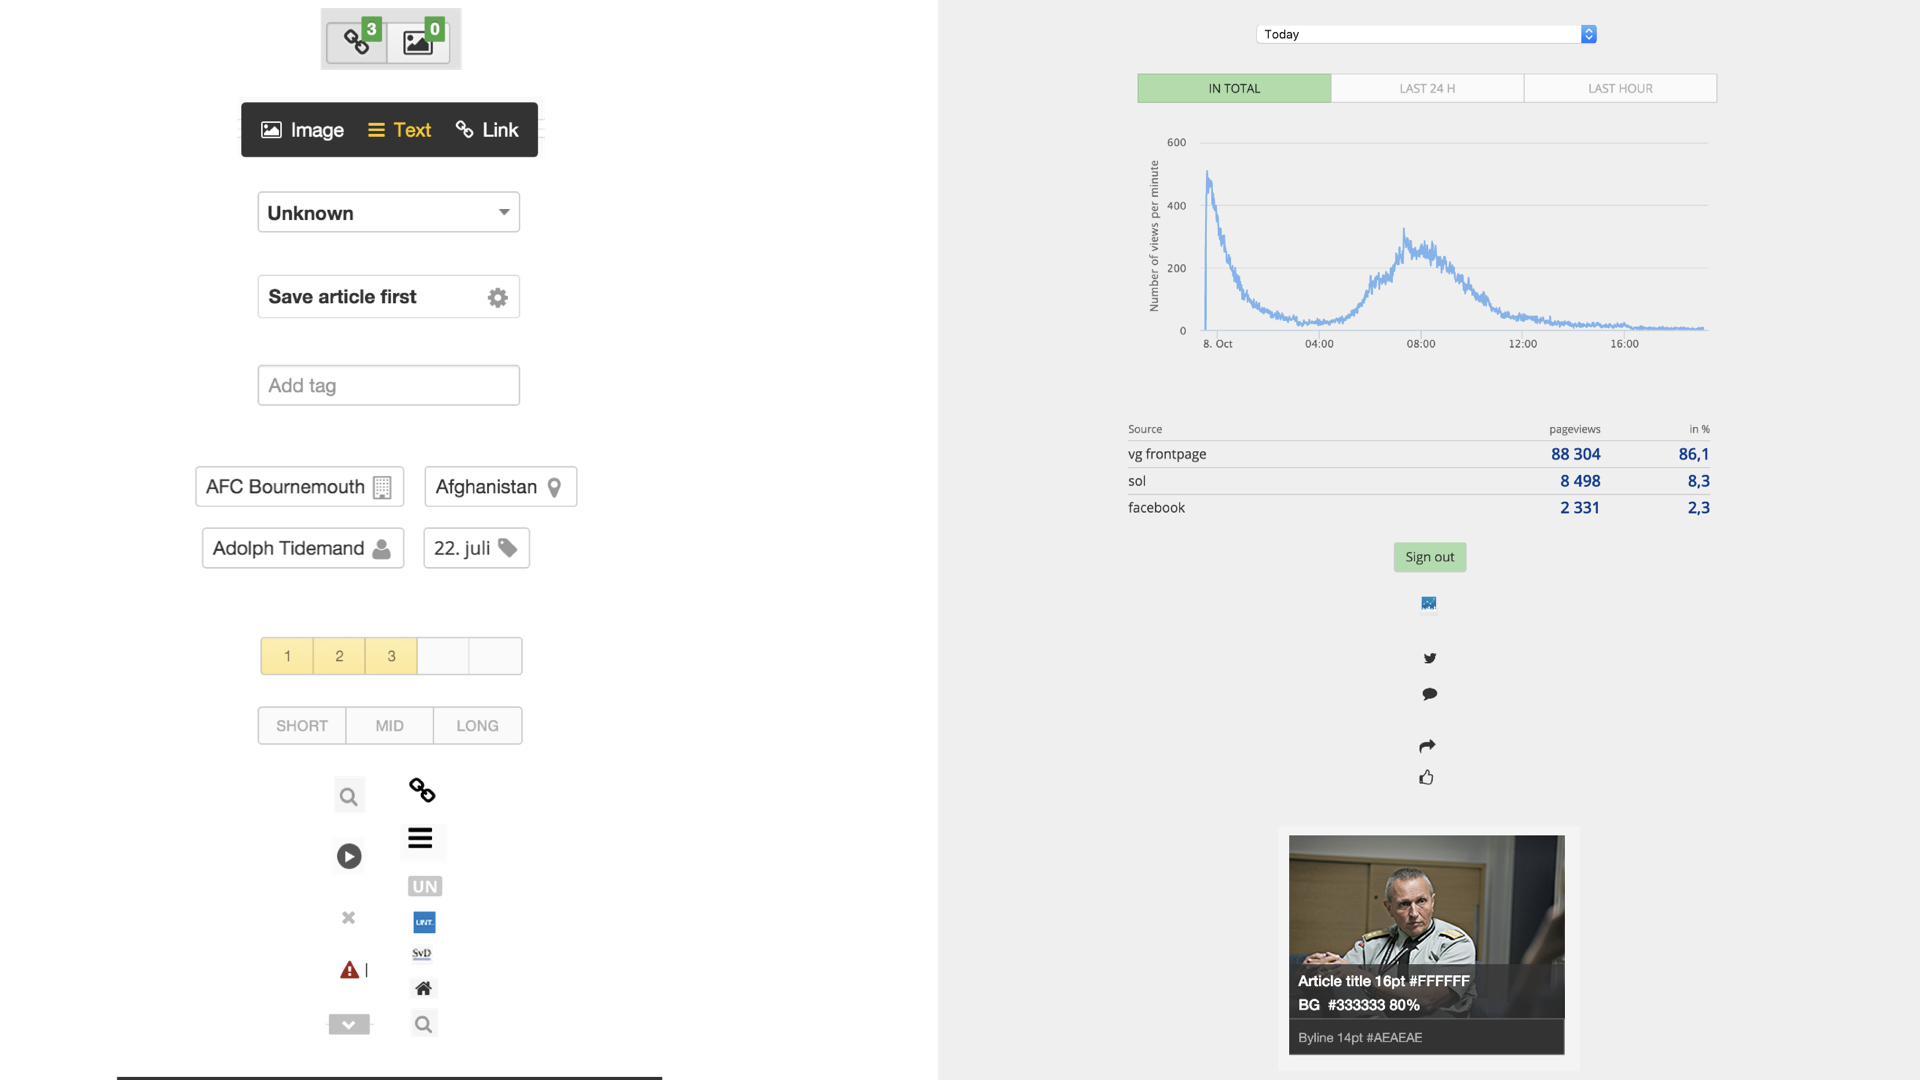 3 0
Image Text Link
Unknown
Save article first
Add tag
AFC Bournemouth Afghanistan
Adolph Tidemand 22. juli
1 2 3
SHORT MID LONG
UN
SvD
Today
IN TOTAL LAST 24 H LAST HOUR
Number of views per minute
600
400
200
0
8. Oct 04:00 08:00 12:00 16:00
Source pageviews in %
vg frontpage 88 304 86,1
sol 8 498 8,3
facebook 2 331 2,3
Sign out
Article title 16pt #FFFFFF
BG #333333 80%
Byline 14pt #AEAEAE